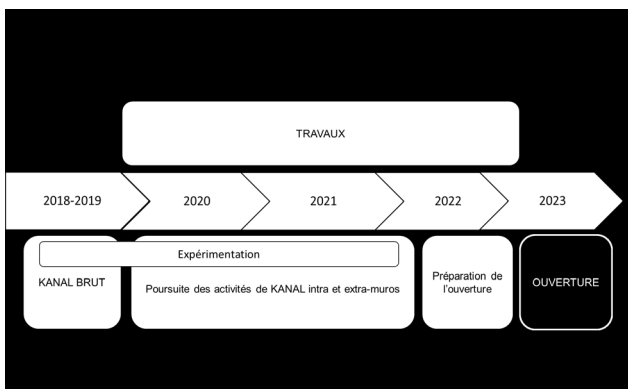 TRAVAUX
2018-2019
2020
2021
2022
2023
Expérimentation
KANAL BRUT
Poursuite des activités de KANAL intra et extra-muros
Préparation de
l'ouverture
OUVERTURE